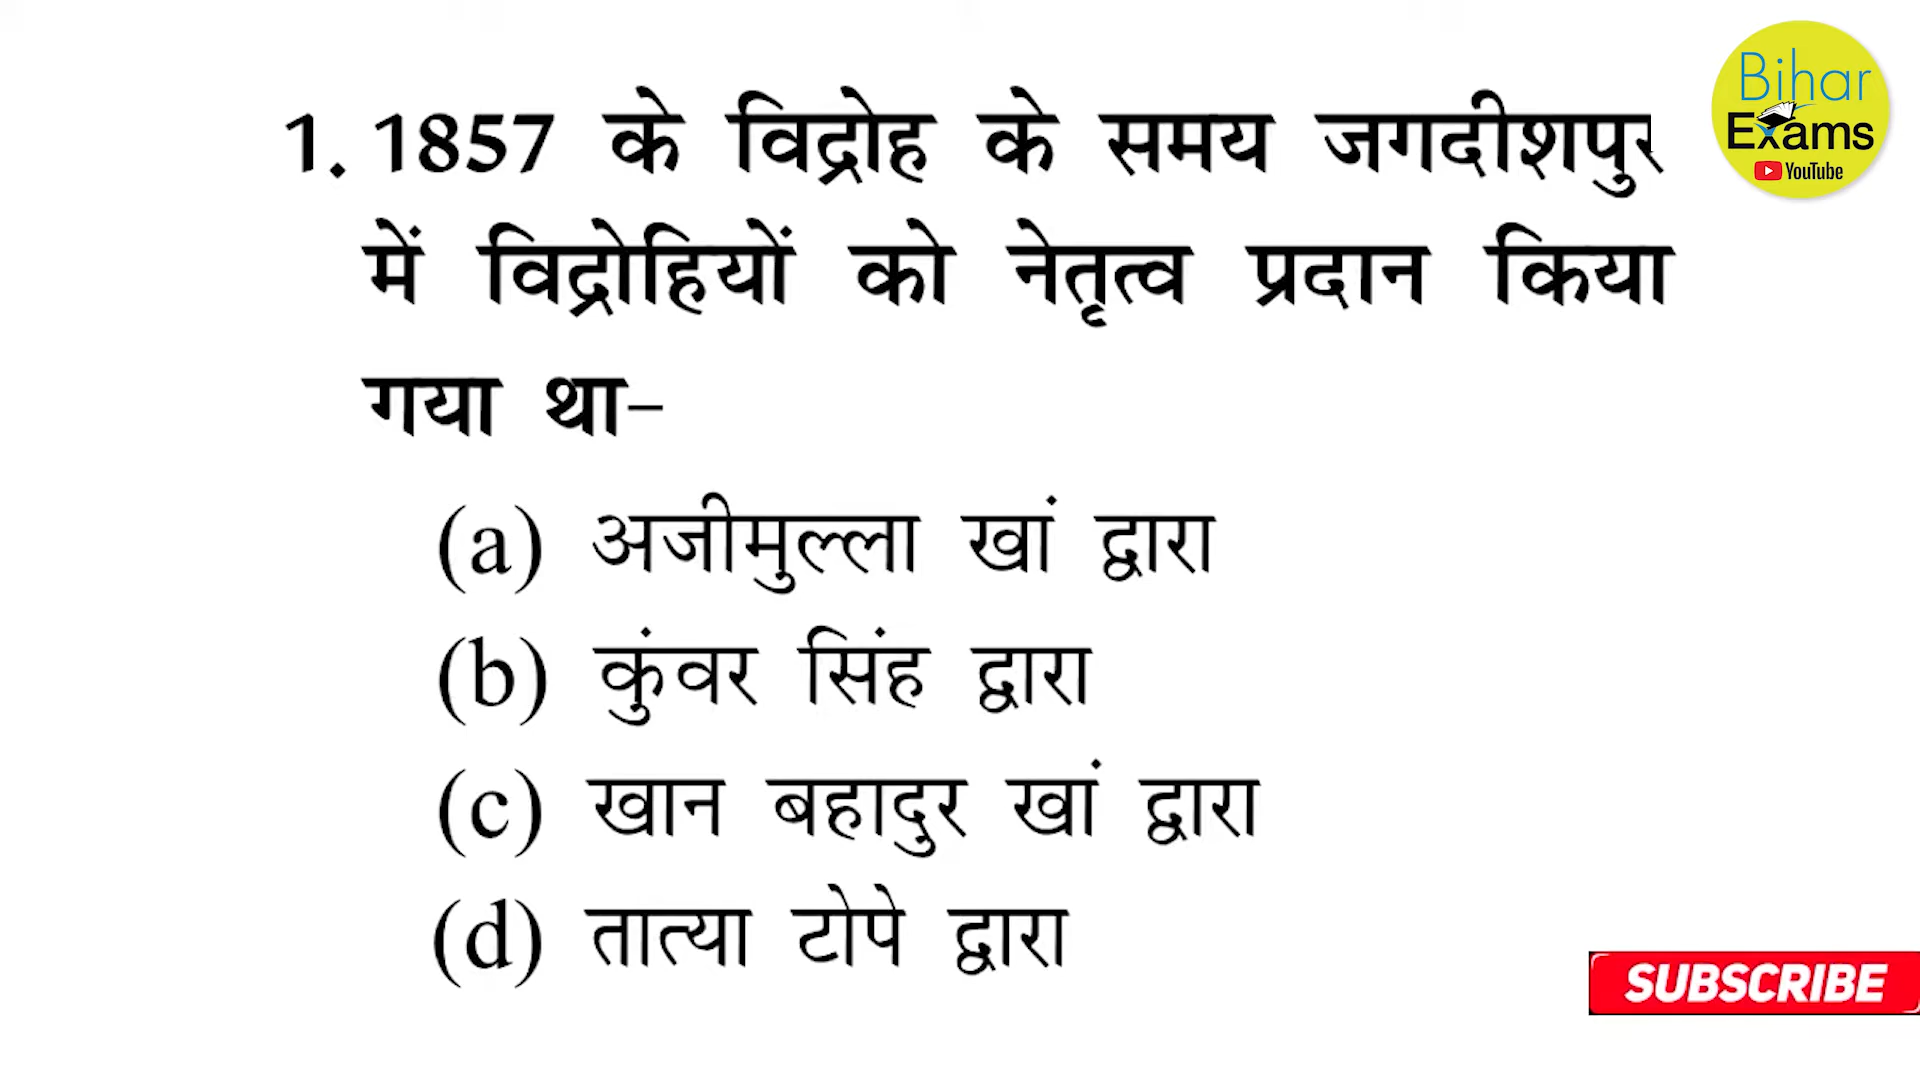 Bihar
Exams
YouTube
1. 1857 के विद्रोह के समय जगदीशपुर
में विद्रोहियों को नेतृत्व प्रदान किया
गया था-
(a) अजीमुल्ला खां द्वारा
(b) कुंवर सिंह द्वारा
(c) खान बहादुर खां द्वारा
(d) तात्या टोपे द्वारा
SUBSCRIBE